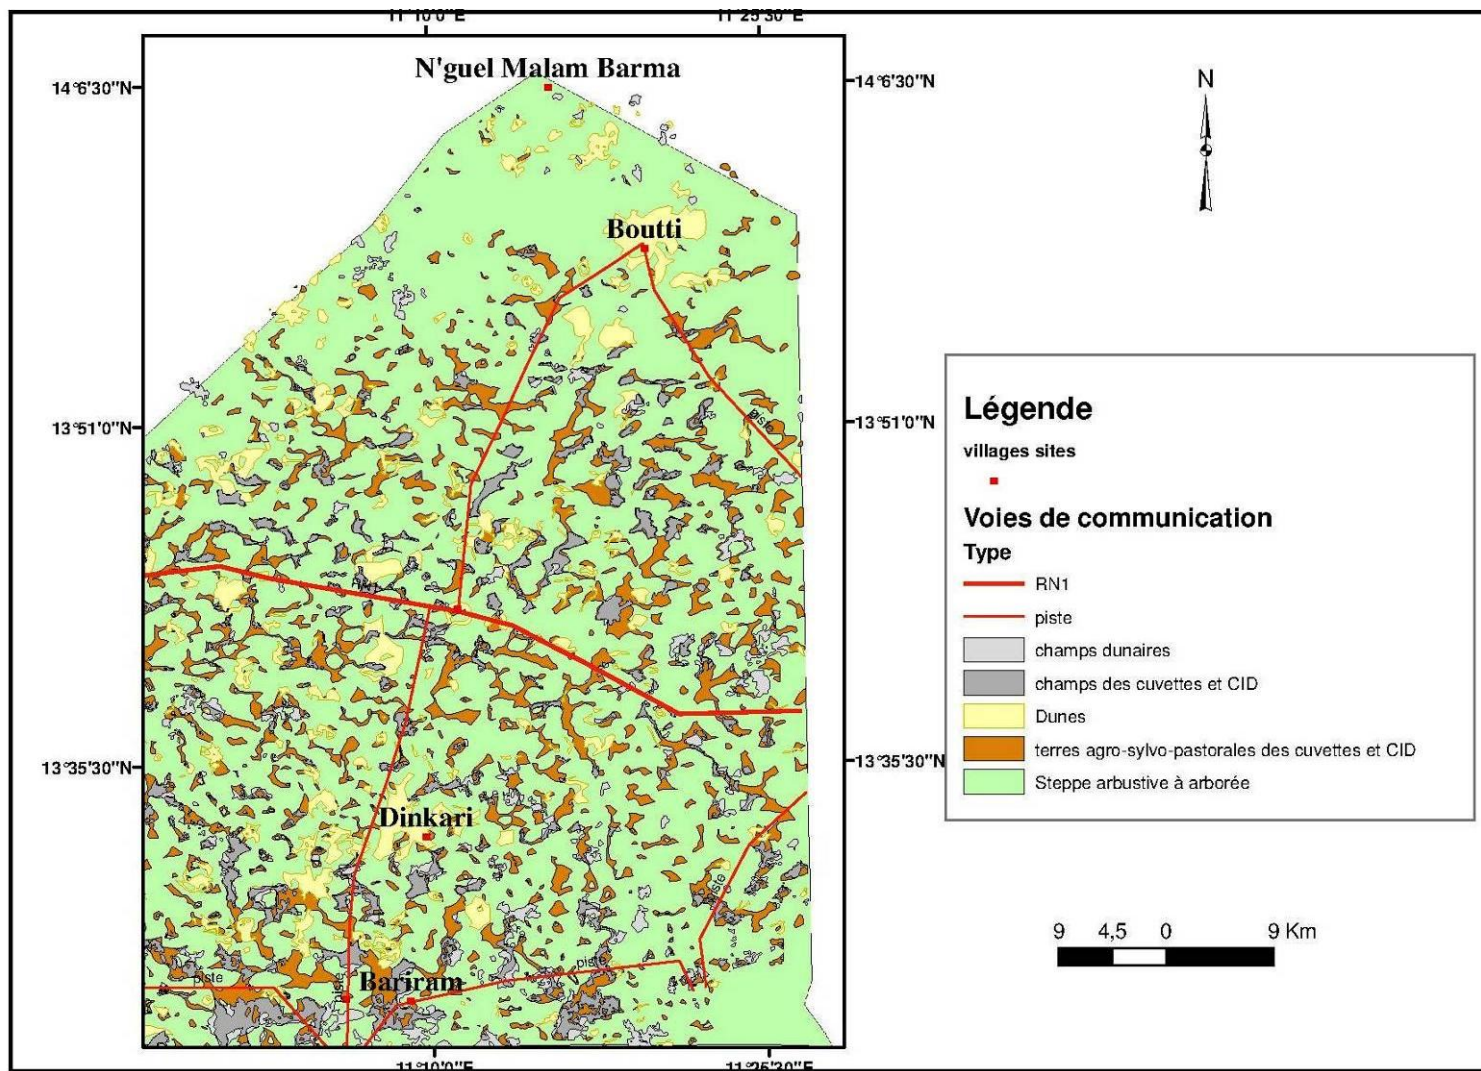 11°10'0"E
11°25'30"E
N'guel Malam Barma
14°6'30"N
14°6'30"N
Boutti
13°51'0"N
13°51'0"N
piste
RN1
13°35'30"N
13°35'30"N
Dinkari
piste
piste
piste
piste
Bariram
11°10'0"E
11°25'30"E
N
Légende
villages sites
Voies de communication
Type
RN1
piste
champs dunaires
champs des cuvettes et CID
Dunes
terres agro-sylvo-pastorales des cuvettes et CID
Steppe arbustive à arborée
9 4,5 0 9 Km